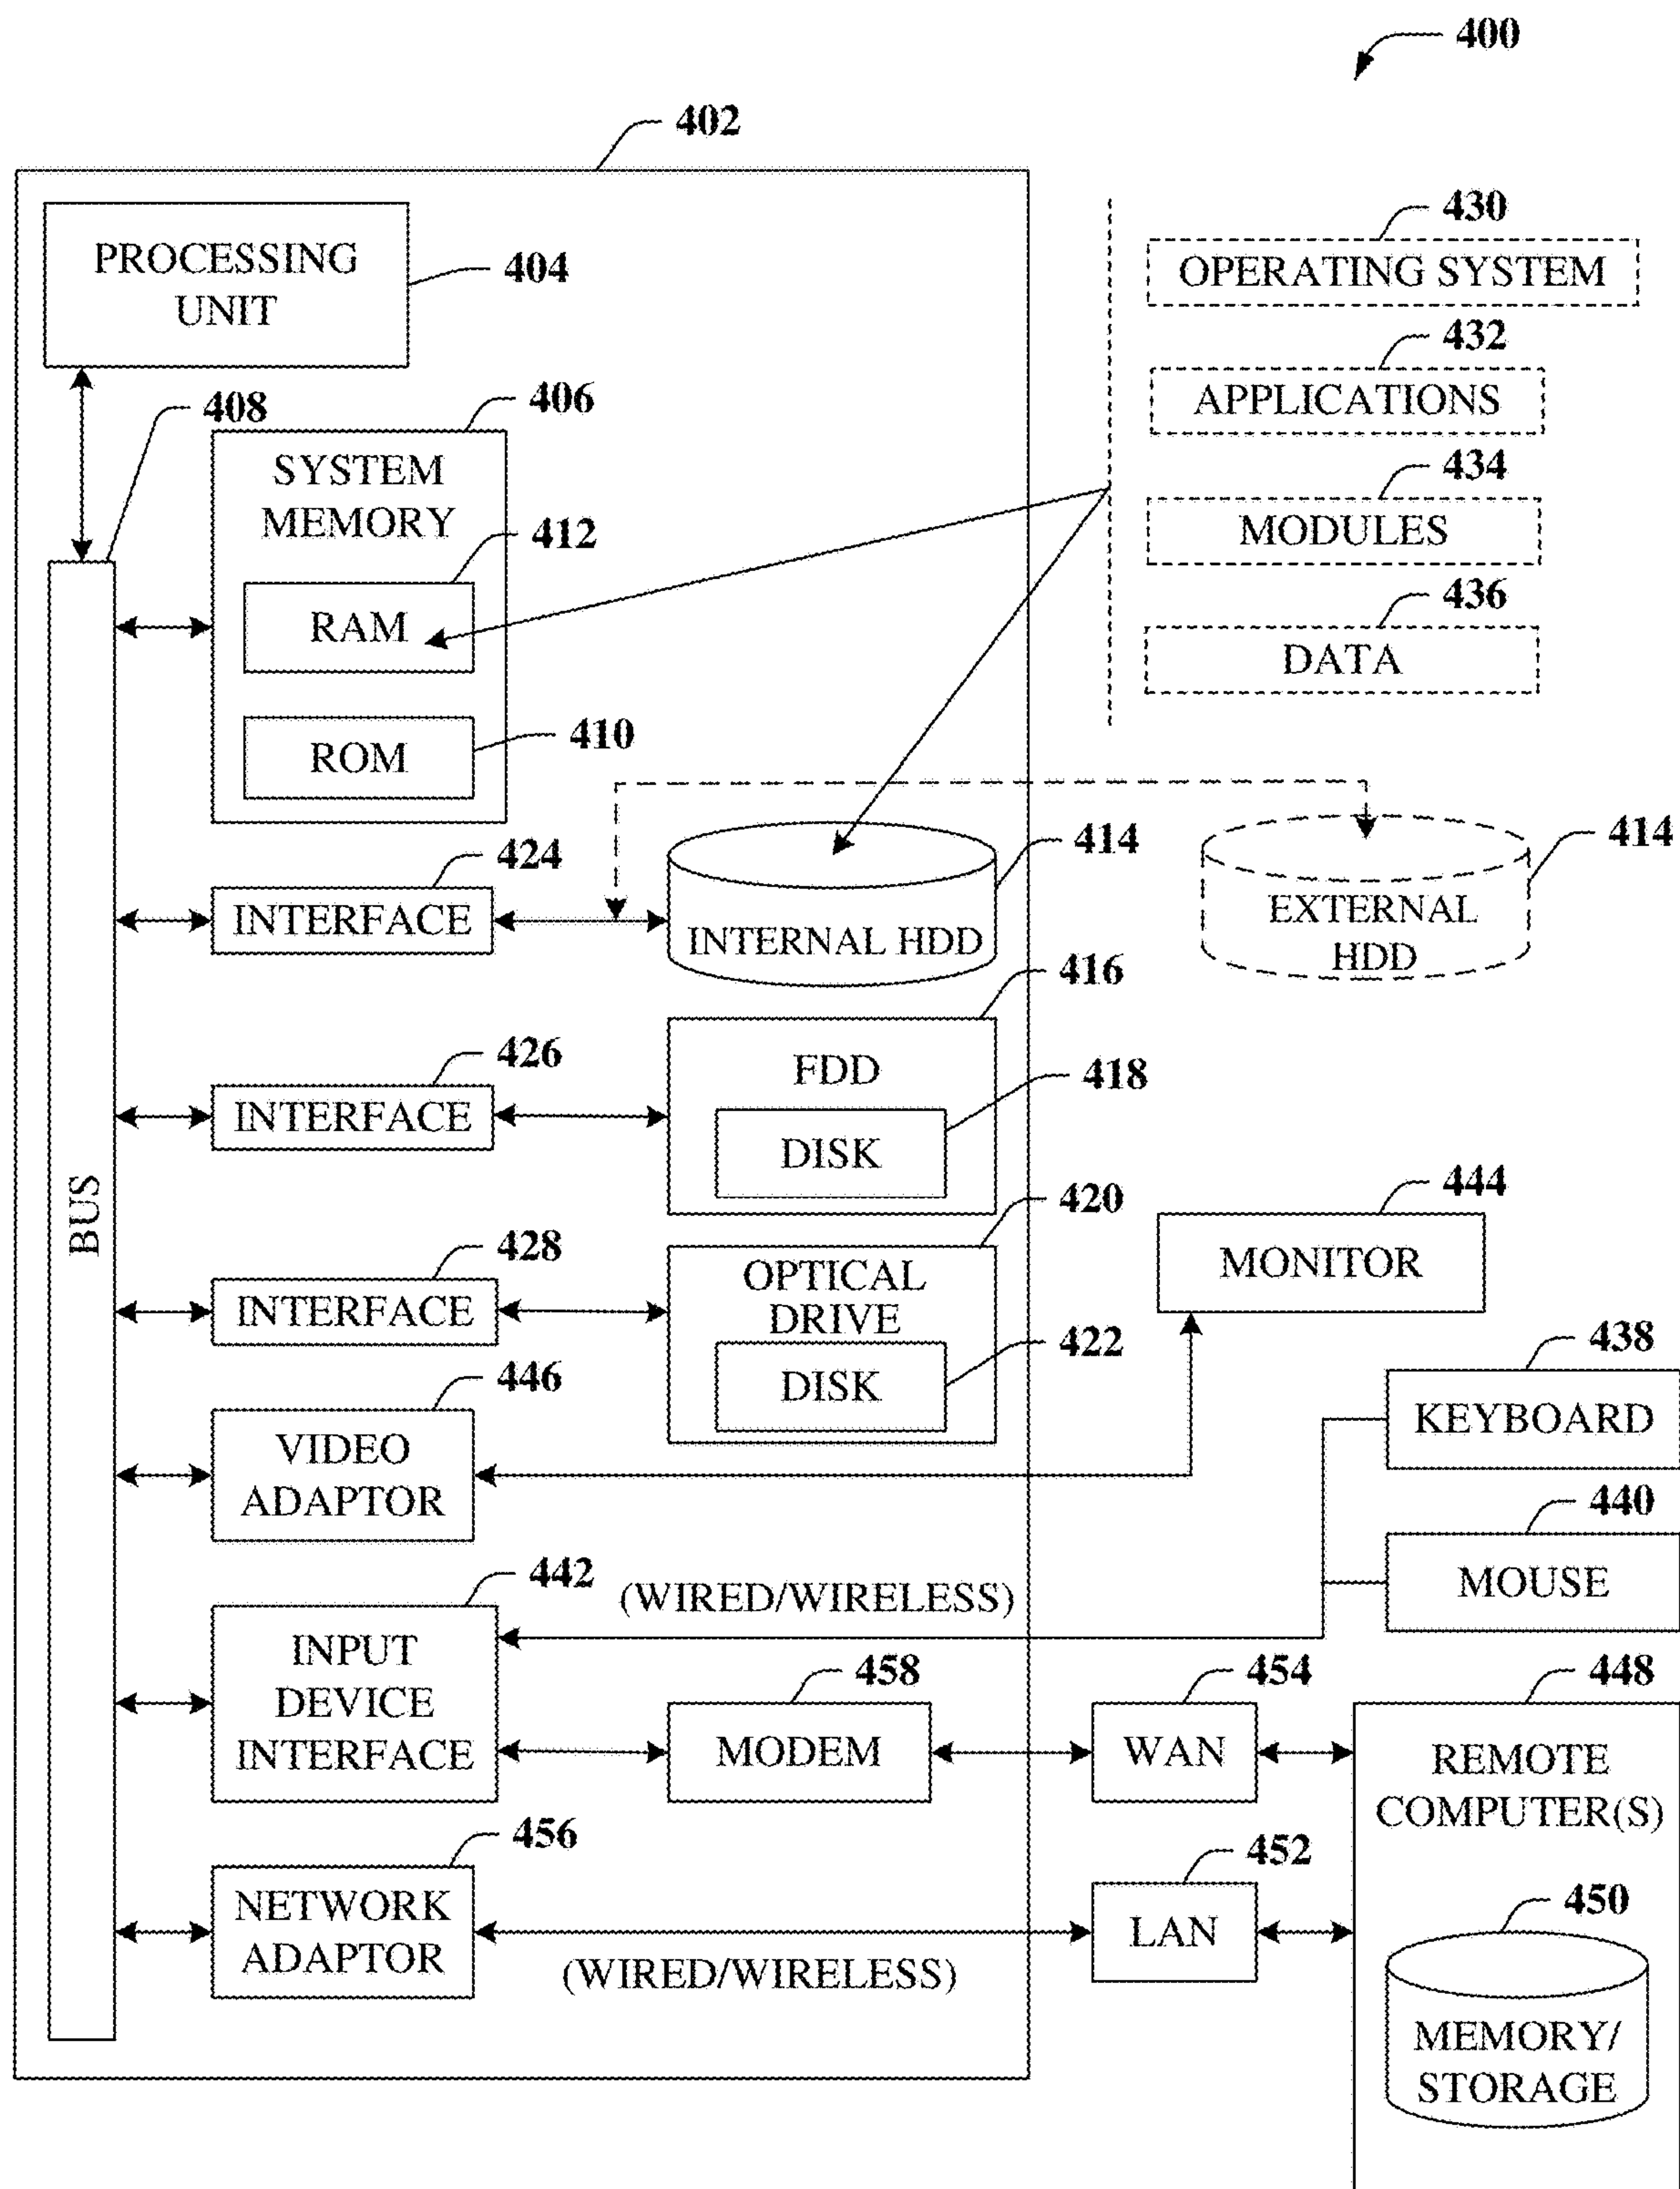 400
402
PROCESSING
UNIT
404
430
OPERATING SYSTEM
432
APPLICATIONS
434
MODULES
436
DATA
408
406
SYSTEM
MEMORY
412
RAM
410
ROM
424
INTERFACE
414
INTERNAL HDD
414
EXTERNAL
HDD
426
INTERFACE
416
FDD
418
DISK
BUS
428
INTERFACE
420
OPTICAL
DRIVE
422
DISK
444
MONITOR
446
VIDEO
ADAPTOR
438
KEYBOARD
440
MOUSE
442
INPUT
DEVICE
INTERFACE
(WIRED/WIRELESS)
458
MODEM
454
WAN
448
REMOTE
COMPUTER(S)
456
NETWORK
ADAPTOR
(WIRED/WIRELESS)
452
LAN
450
MEMORY/
STORAGE